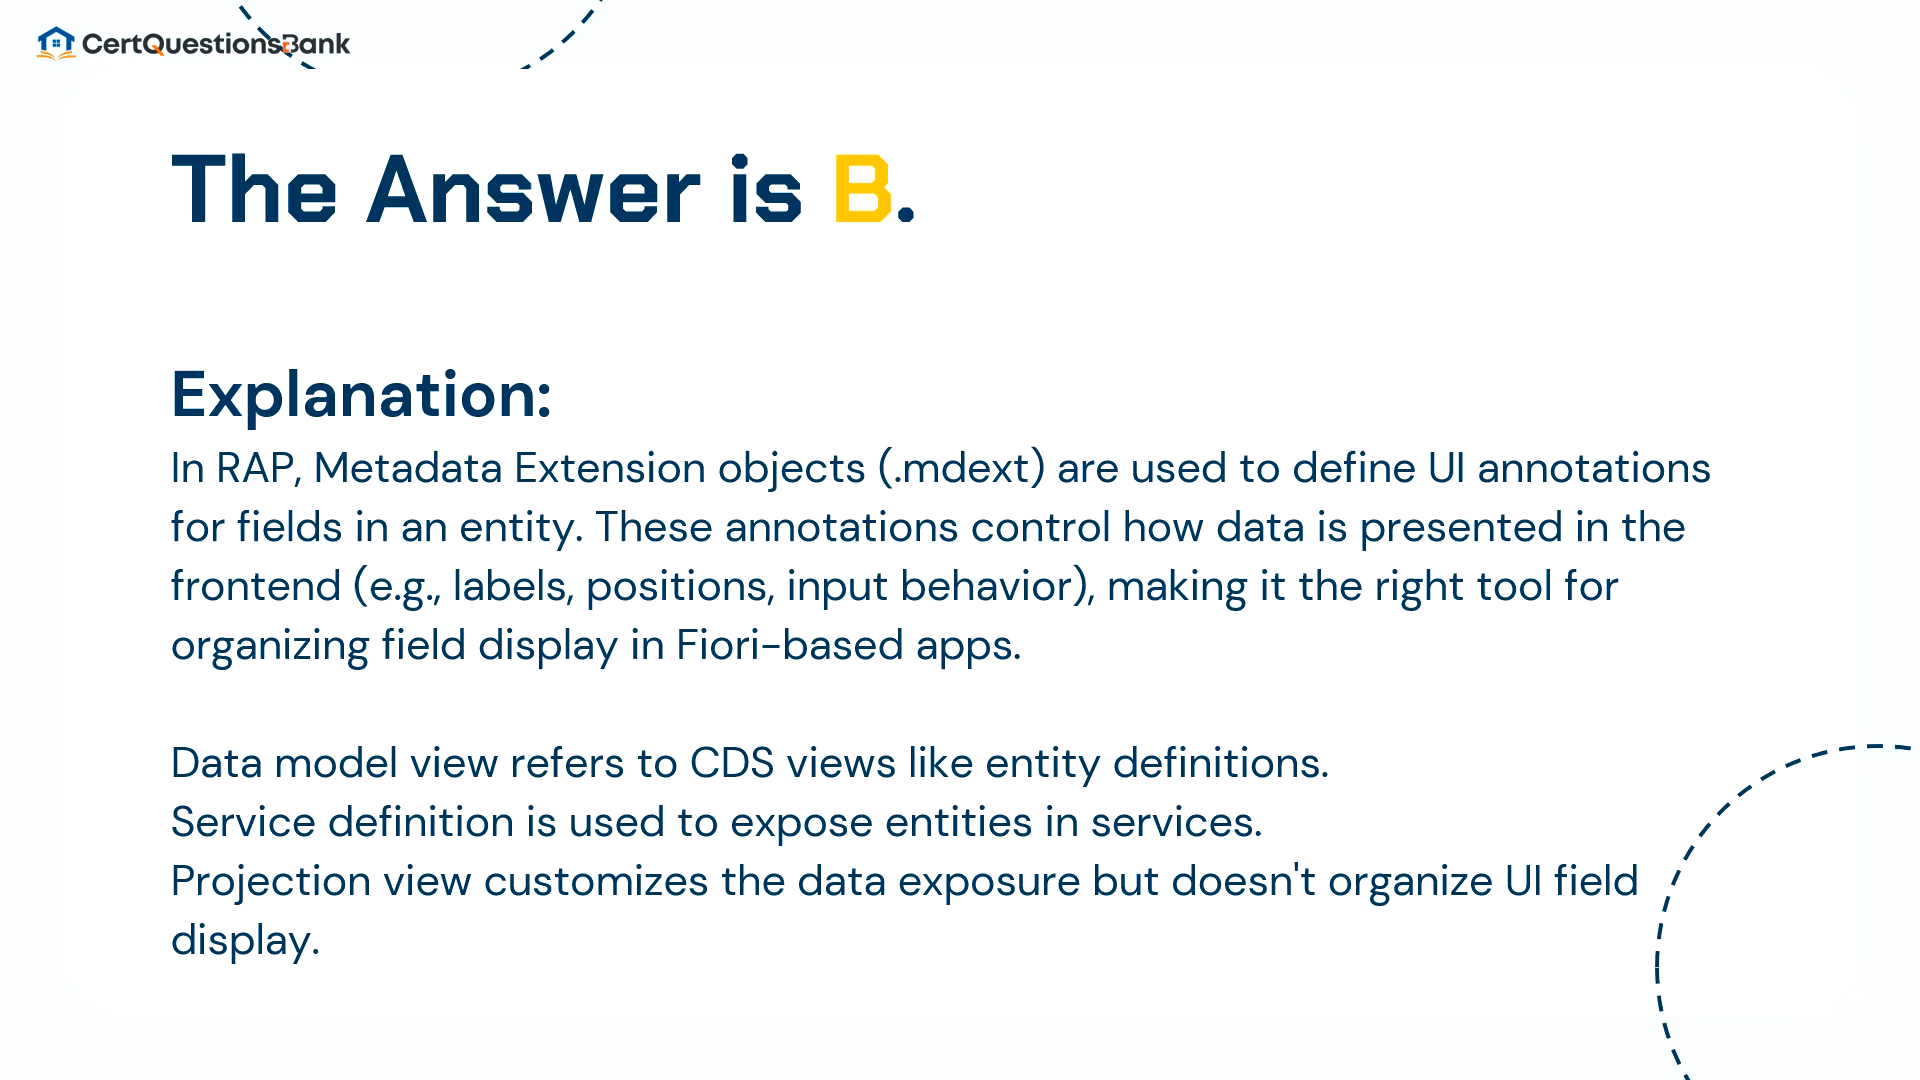 CertQuestionsBank
The Answer is B.
Explanation:
In RAP, Metadata Extension objects (.mdext) are used to define UI annotations
for fields in an entity. These annotations control how data is presented in the
frontend (e.g., labels, positions, input behavior), making it the right tool for
organizing field display in Fiori-based apps.
Data model view refers to CDS views like entity definitions.
Service definition is used to expose entities in services.
Projection view customizes the data exposure but doesn't organize UI field
display.